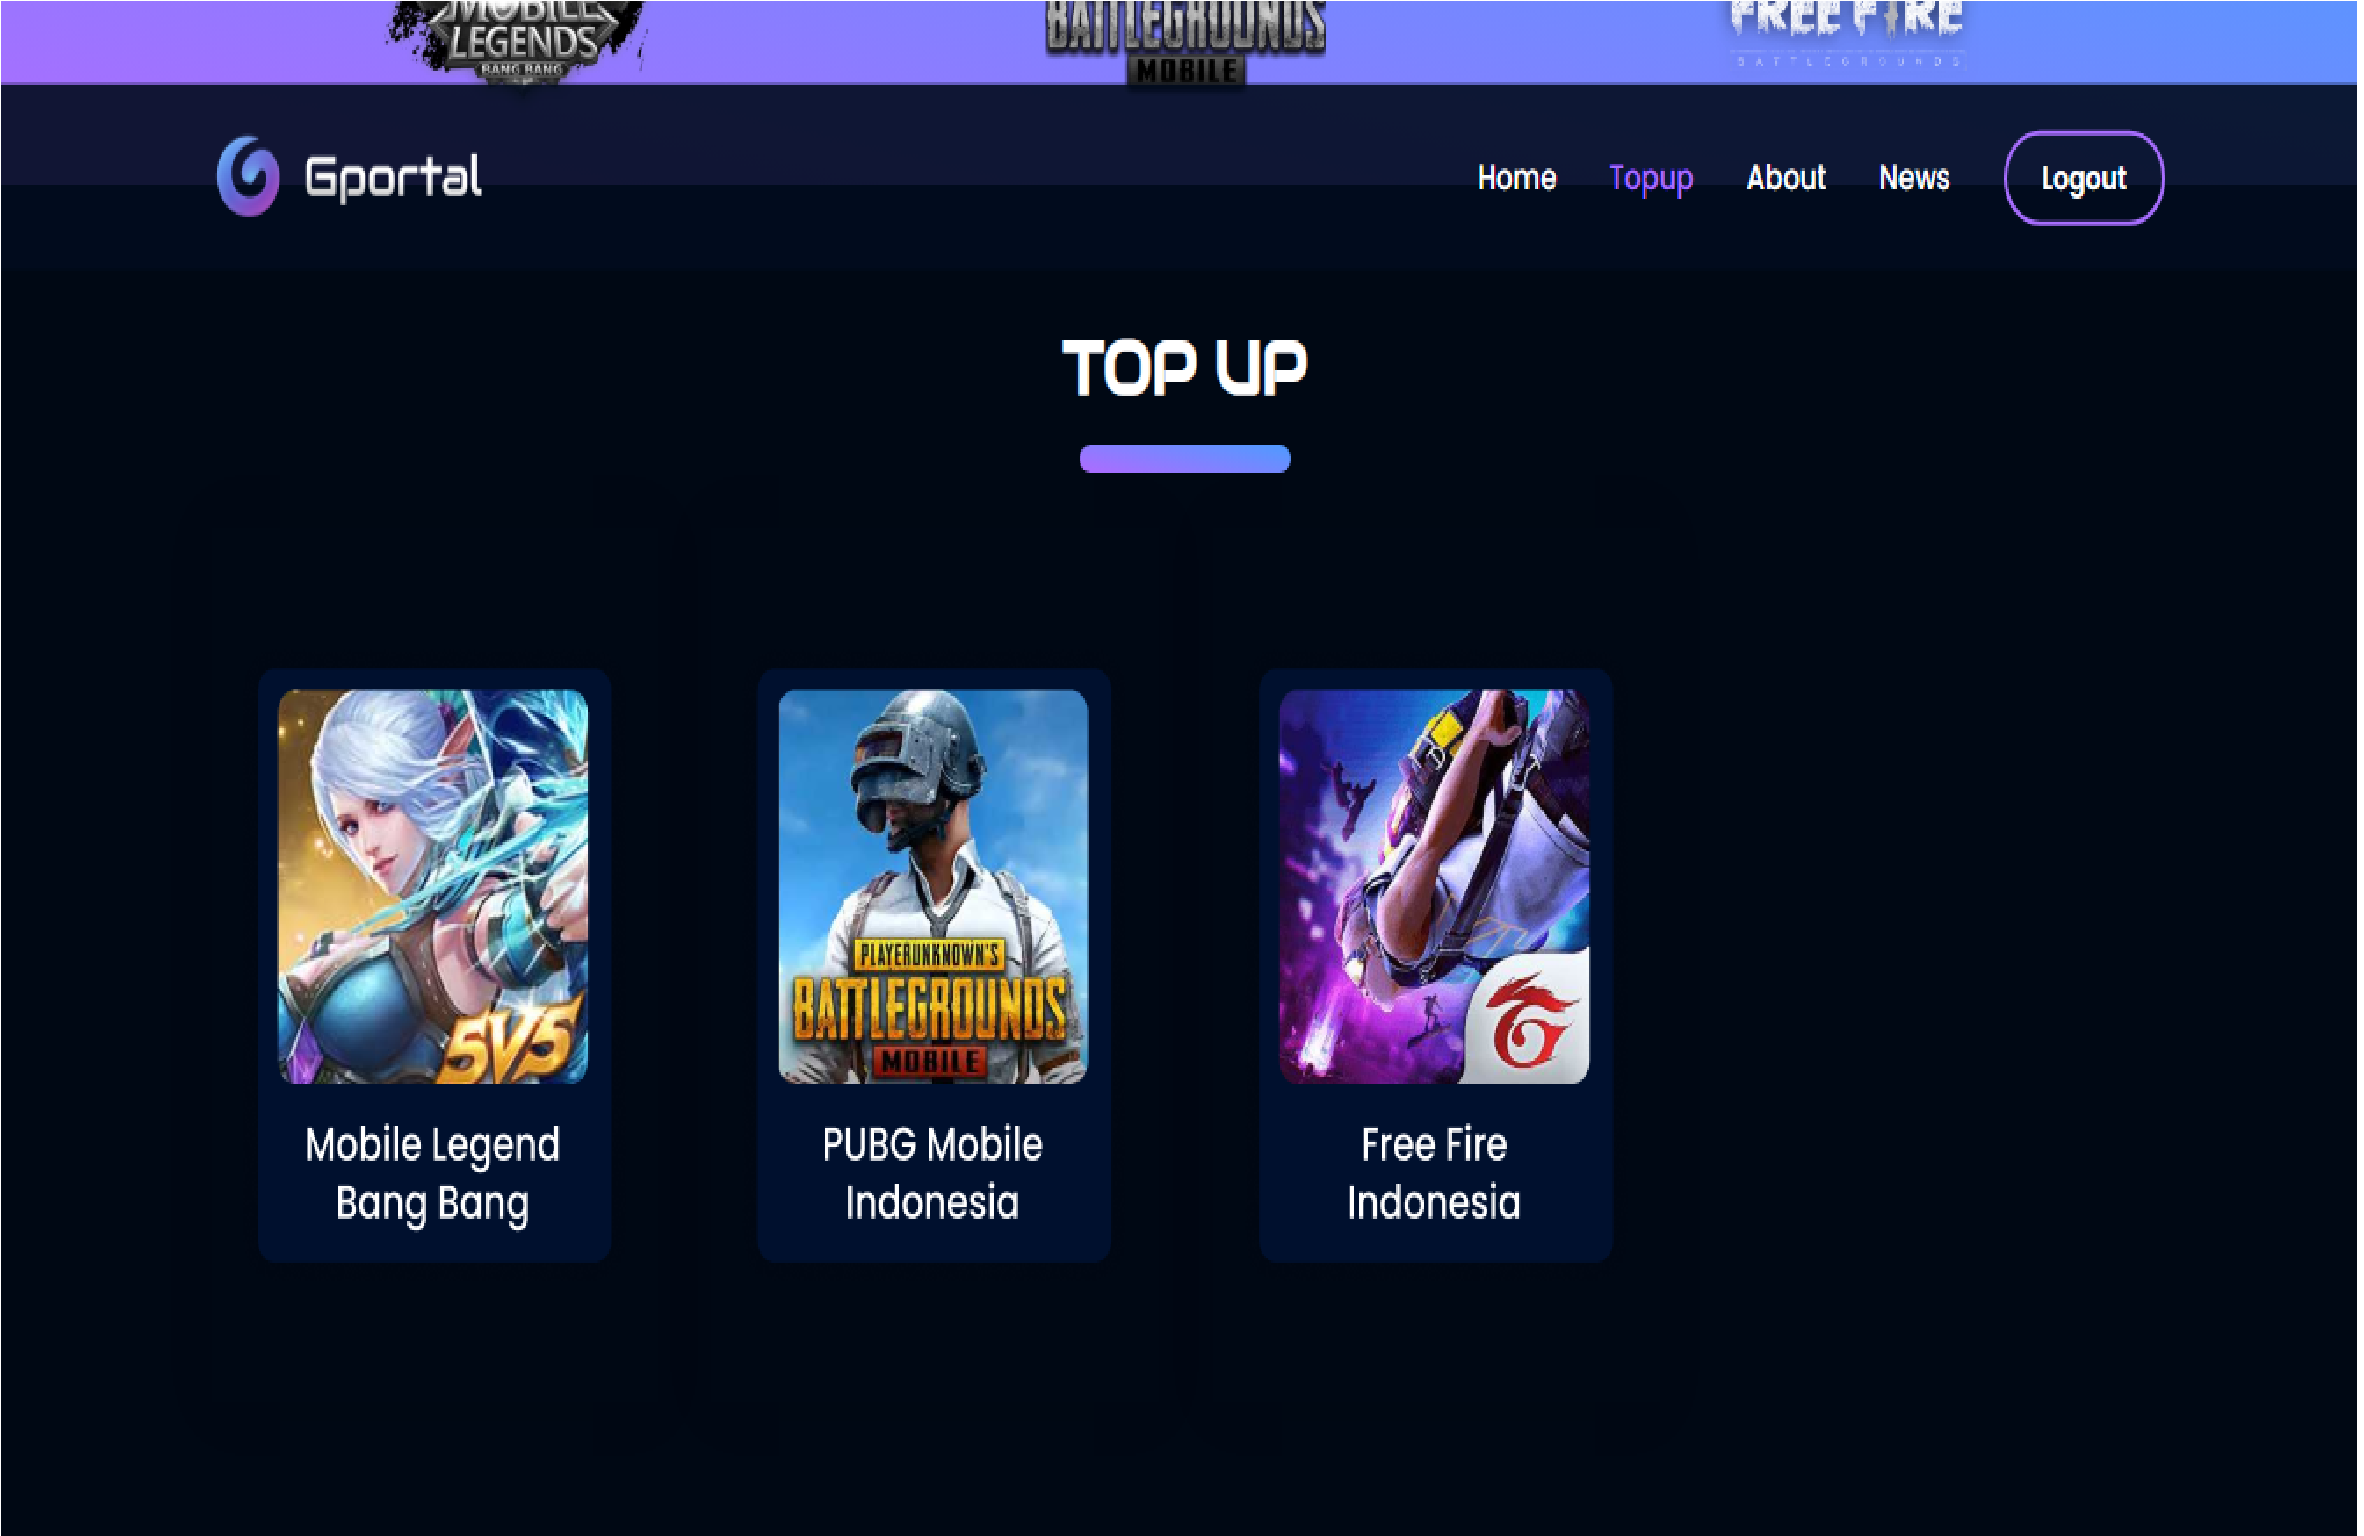 MOBILE
LEGENDS
BANG BANG
BATTLEGROUNDS
MOBILE
FREE FIRE
BATTLEGROUNDS
Gportal
Home
Topup
About
News
Logout
TOP UP
5V5
Mobile Legend
Bang Bang
PLAYERUNKNOWN'S
BATTLEGROUNDS
MOBILE
PUBG Mobile
Indonesia
Free Fire
Indonesia